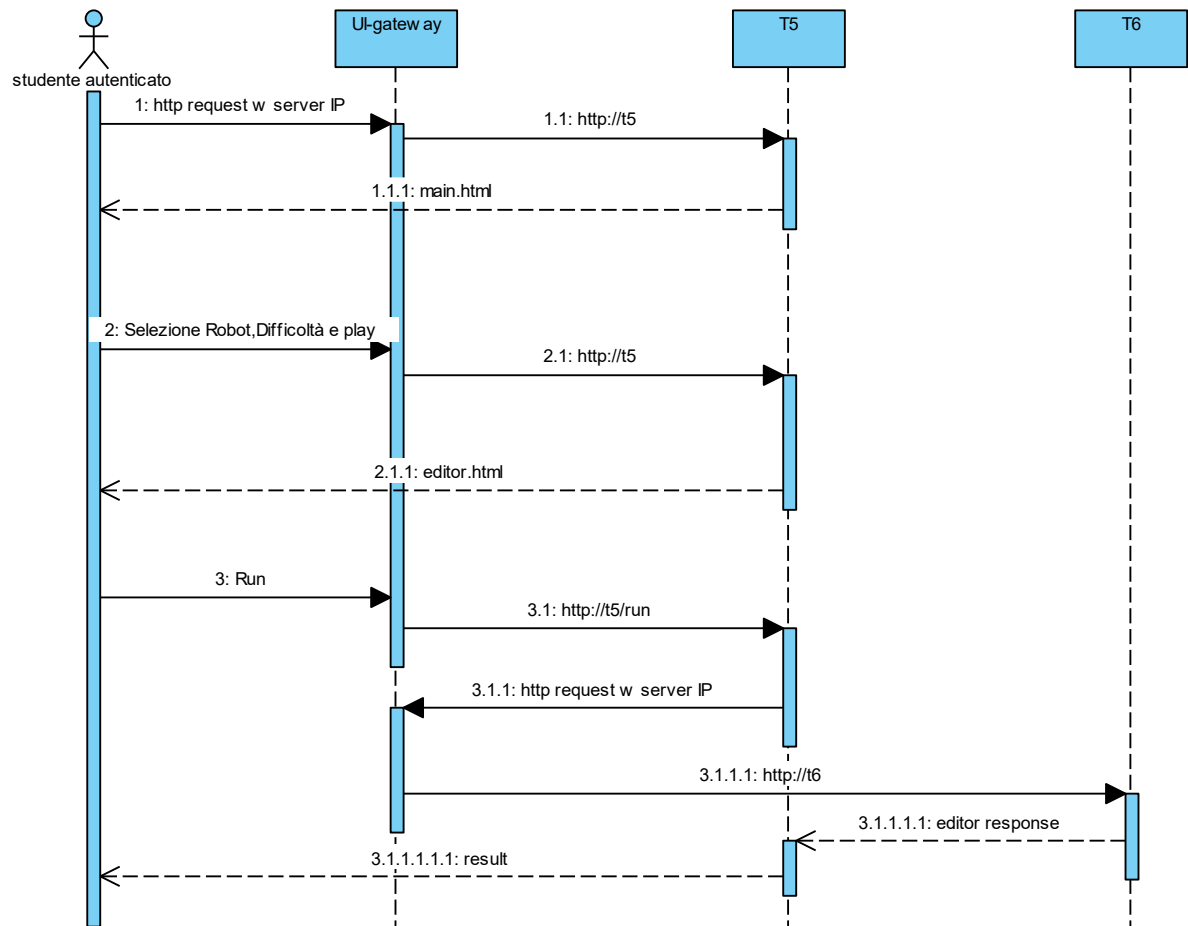 UI-gateway
T5
T6
studente autenticato
1: http request w server IP
1.1: http://t5
1.1.1: main.html
2: Selezione Robot,Difficoltà e play
2.1: http://t5
2.1.1: editor.html
3: Run
3.1: http://t5/run
3.1.1: http request w server IP
3.1.1.1: http://t6
3.1.1.1.1: editor response
3.1.1.1.1.1: result